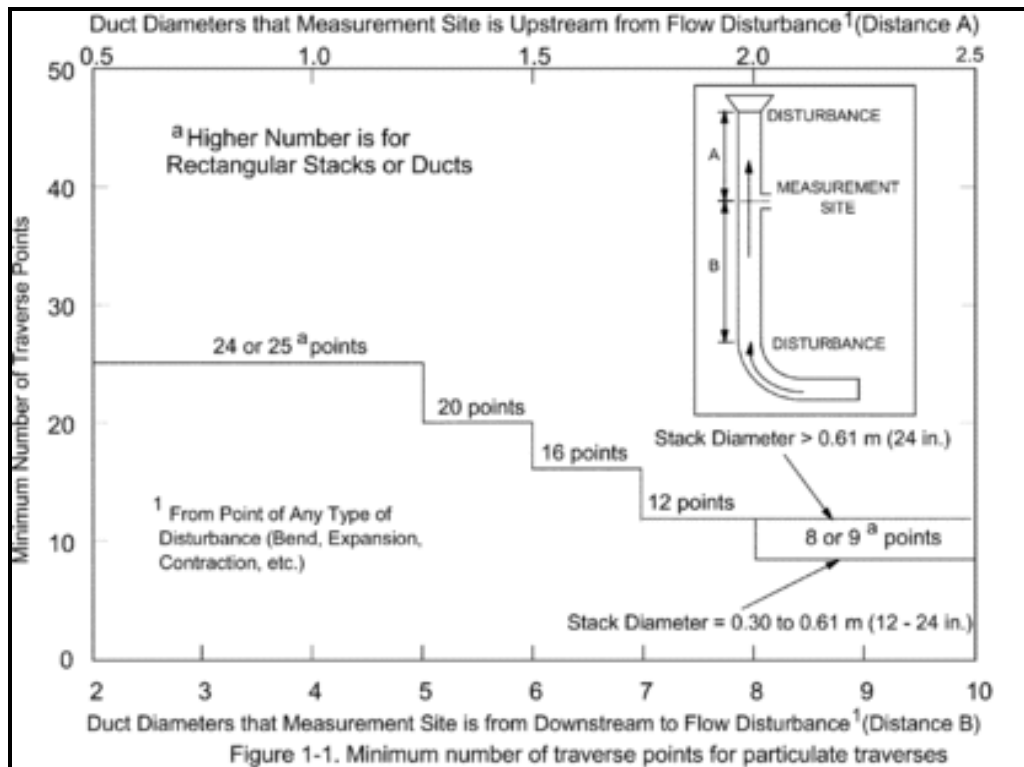 Duct Diameters that Measurement Site is Upstream from Flow Disturbance¹(Distance A)
0.5 1.0 1.5 2.0 2.5
50
40
30
20
10
0
Minimum Number of Traverse Points
ᵃ Higher Number is for
Rectangular Stacks or Ducts
DISTURBANCE
A
MEASUREMENT
SITE
B
DISTURBANCE
24 or 25 ᵃ points
20 points
16 points
12 points
Stack Diameter > 0.61 m (24 in.)
8 or 9 ᵃ points
Stack Diameter = 0.30 to 0.61 m (12 - 24 in.)
¹ From Point of Any Type of
Disturbance (Bend, Expansion,
Contraction, etc.)
2 3 4 5 6 7 8 9 10
Duct Diameters that Measurement Site is from Downstream to Flow Disturbance¹(Distance B)
Figure 1-1. Minimum number of traverse points for particulate traverses